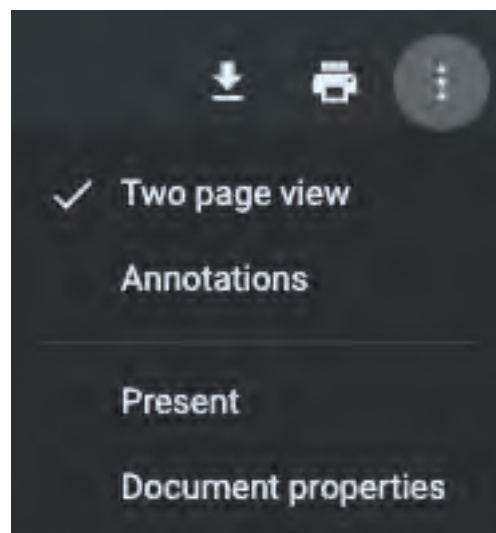 Two page view
Annotations
Present
Document properties